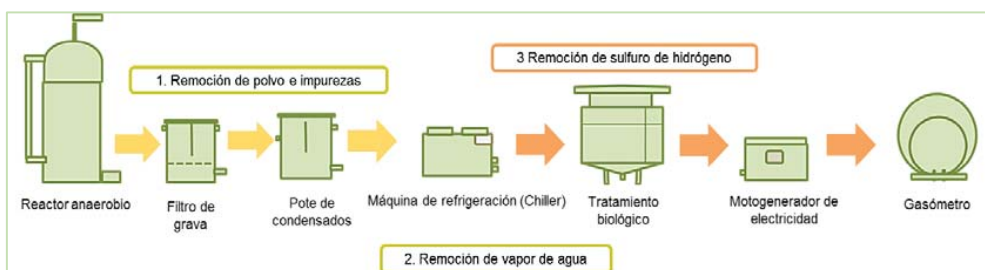 1. Remoción de polvo e impurezas
3 Remoción de sulfuro de hidrógeno
Reactor anaerobio
Filtro de
grava
Pote de
condensados
Máquina de refrigeración (Chiller)
Tratamiento
biológico
Motogenerador de
electricidad
Gasómetro
2. Remoción de vapor de agua